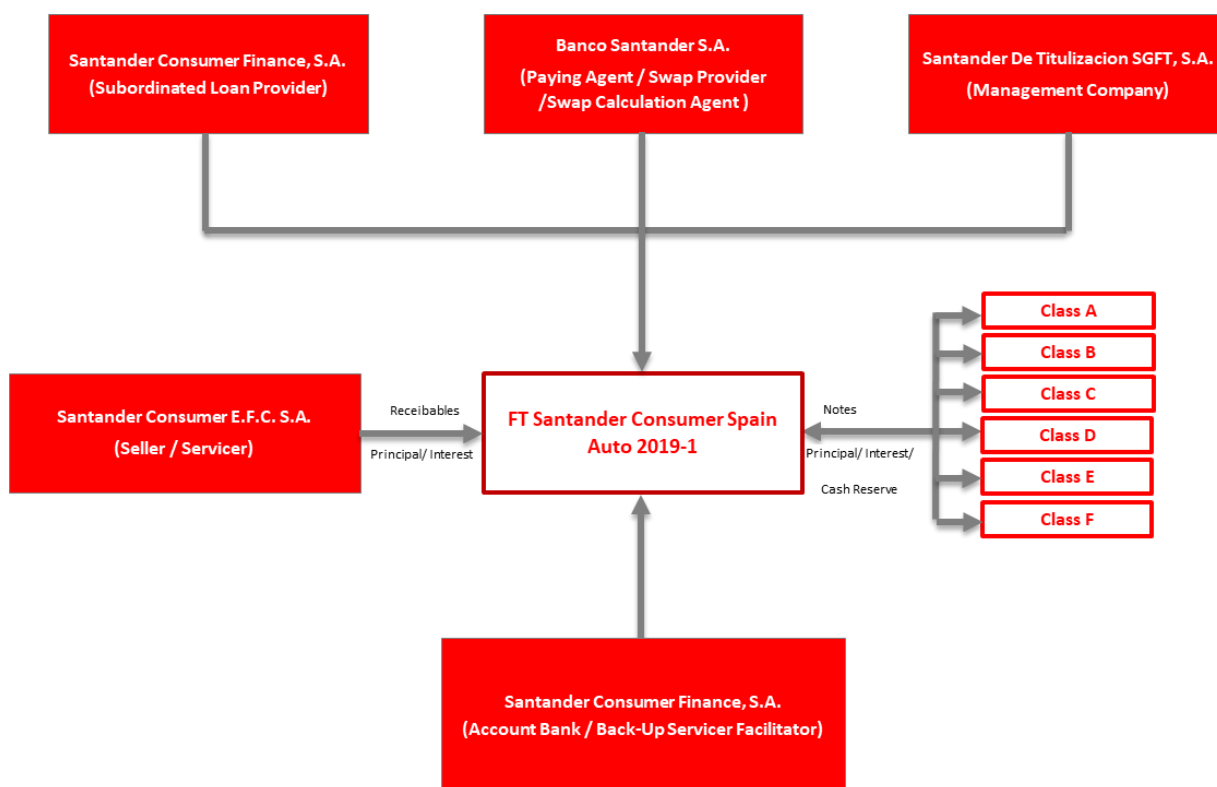 Santander Consumer Finance, S.A.
(Subordinated Loan Provider)
Banco Santander S.A.
(Paying Agent / Swap Provider
/Swap Calculation Agent )
Santander De Titulizacion SGFT, S.A.
(Management Company)
Santander Consumer E.F.C. S.A.
(Seller / Servicer)
Receibables
Principal/ Interest
FT Santander Consumer Spain
Auto 2019-1
Notes
Principal/ Interest/
Cash Reserve
Class A
Class B
Class C
Class D
Class E
Class F
Santander Consumer Finance, S.A.
(Account Bank / Back-Up Servicer Facilitator)